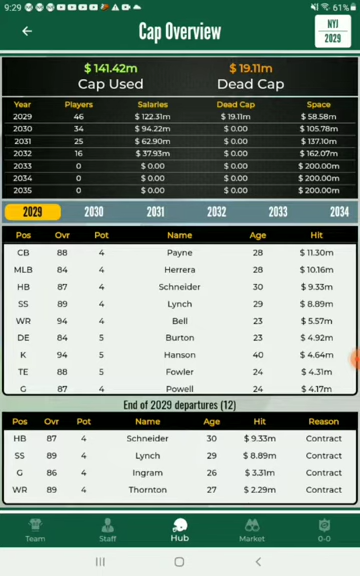 9:29
61%
Cap Overview
NYJ
2029
$ 141.42m
$ 19.11m
Cap Used
Dead Cap
Year Players Salaries Dead Cap Space
2029 46 $ 122.31m $ 19.11m $ 58.58m
2030 34 $ 94.22m $ 0.00 $ 105.78m
2031 25 $ 62.90m $ 0.00 $ 137.10m
2032 16 $ 37.93m $ 0.00 $ 162.07m
2033 0 $ 0.00 $ 0.00 $ 200.00m
2034 0 $ 0.00 $ 0.00 $ 200.00m
2035 0 $ 0.00 $ 0.00 $ 200.00m
2029 2030 2031 2032 2033 2034
Pos Ovr Pot Name Age Hit
CB 88 4 Payne 28 $ 11.30m
MLB 84 4 Herrera 28 $ 10.16m
HB 87 4 Schneider 30 $ 9.33m
SS 89 4 Lynch 29 $ 8.89m
WR 94 4 Bell 23 $ 5.57m
DE 84 5 Burton 23 $ 4.92m
K 94 5 Hanson 40 $ 4.64m
TE 88 5 Fowler 24 $ 4.31m
G 87 4 Powell 24 $ 4.17m
End of 2029 departures (12)
Pos Ovr Pot Name Age Hit Reason
HB 87 4 Schneider 30 $ 9.33m Contract
SS 89 4 Lynch 29 $ 8.89m Contract
G 86 4 Ingram 26 $ 3.31m Contract
WR 89 4 Thornton 27 $ 2.29m Contract
Team Staff Hub Market 0-0